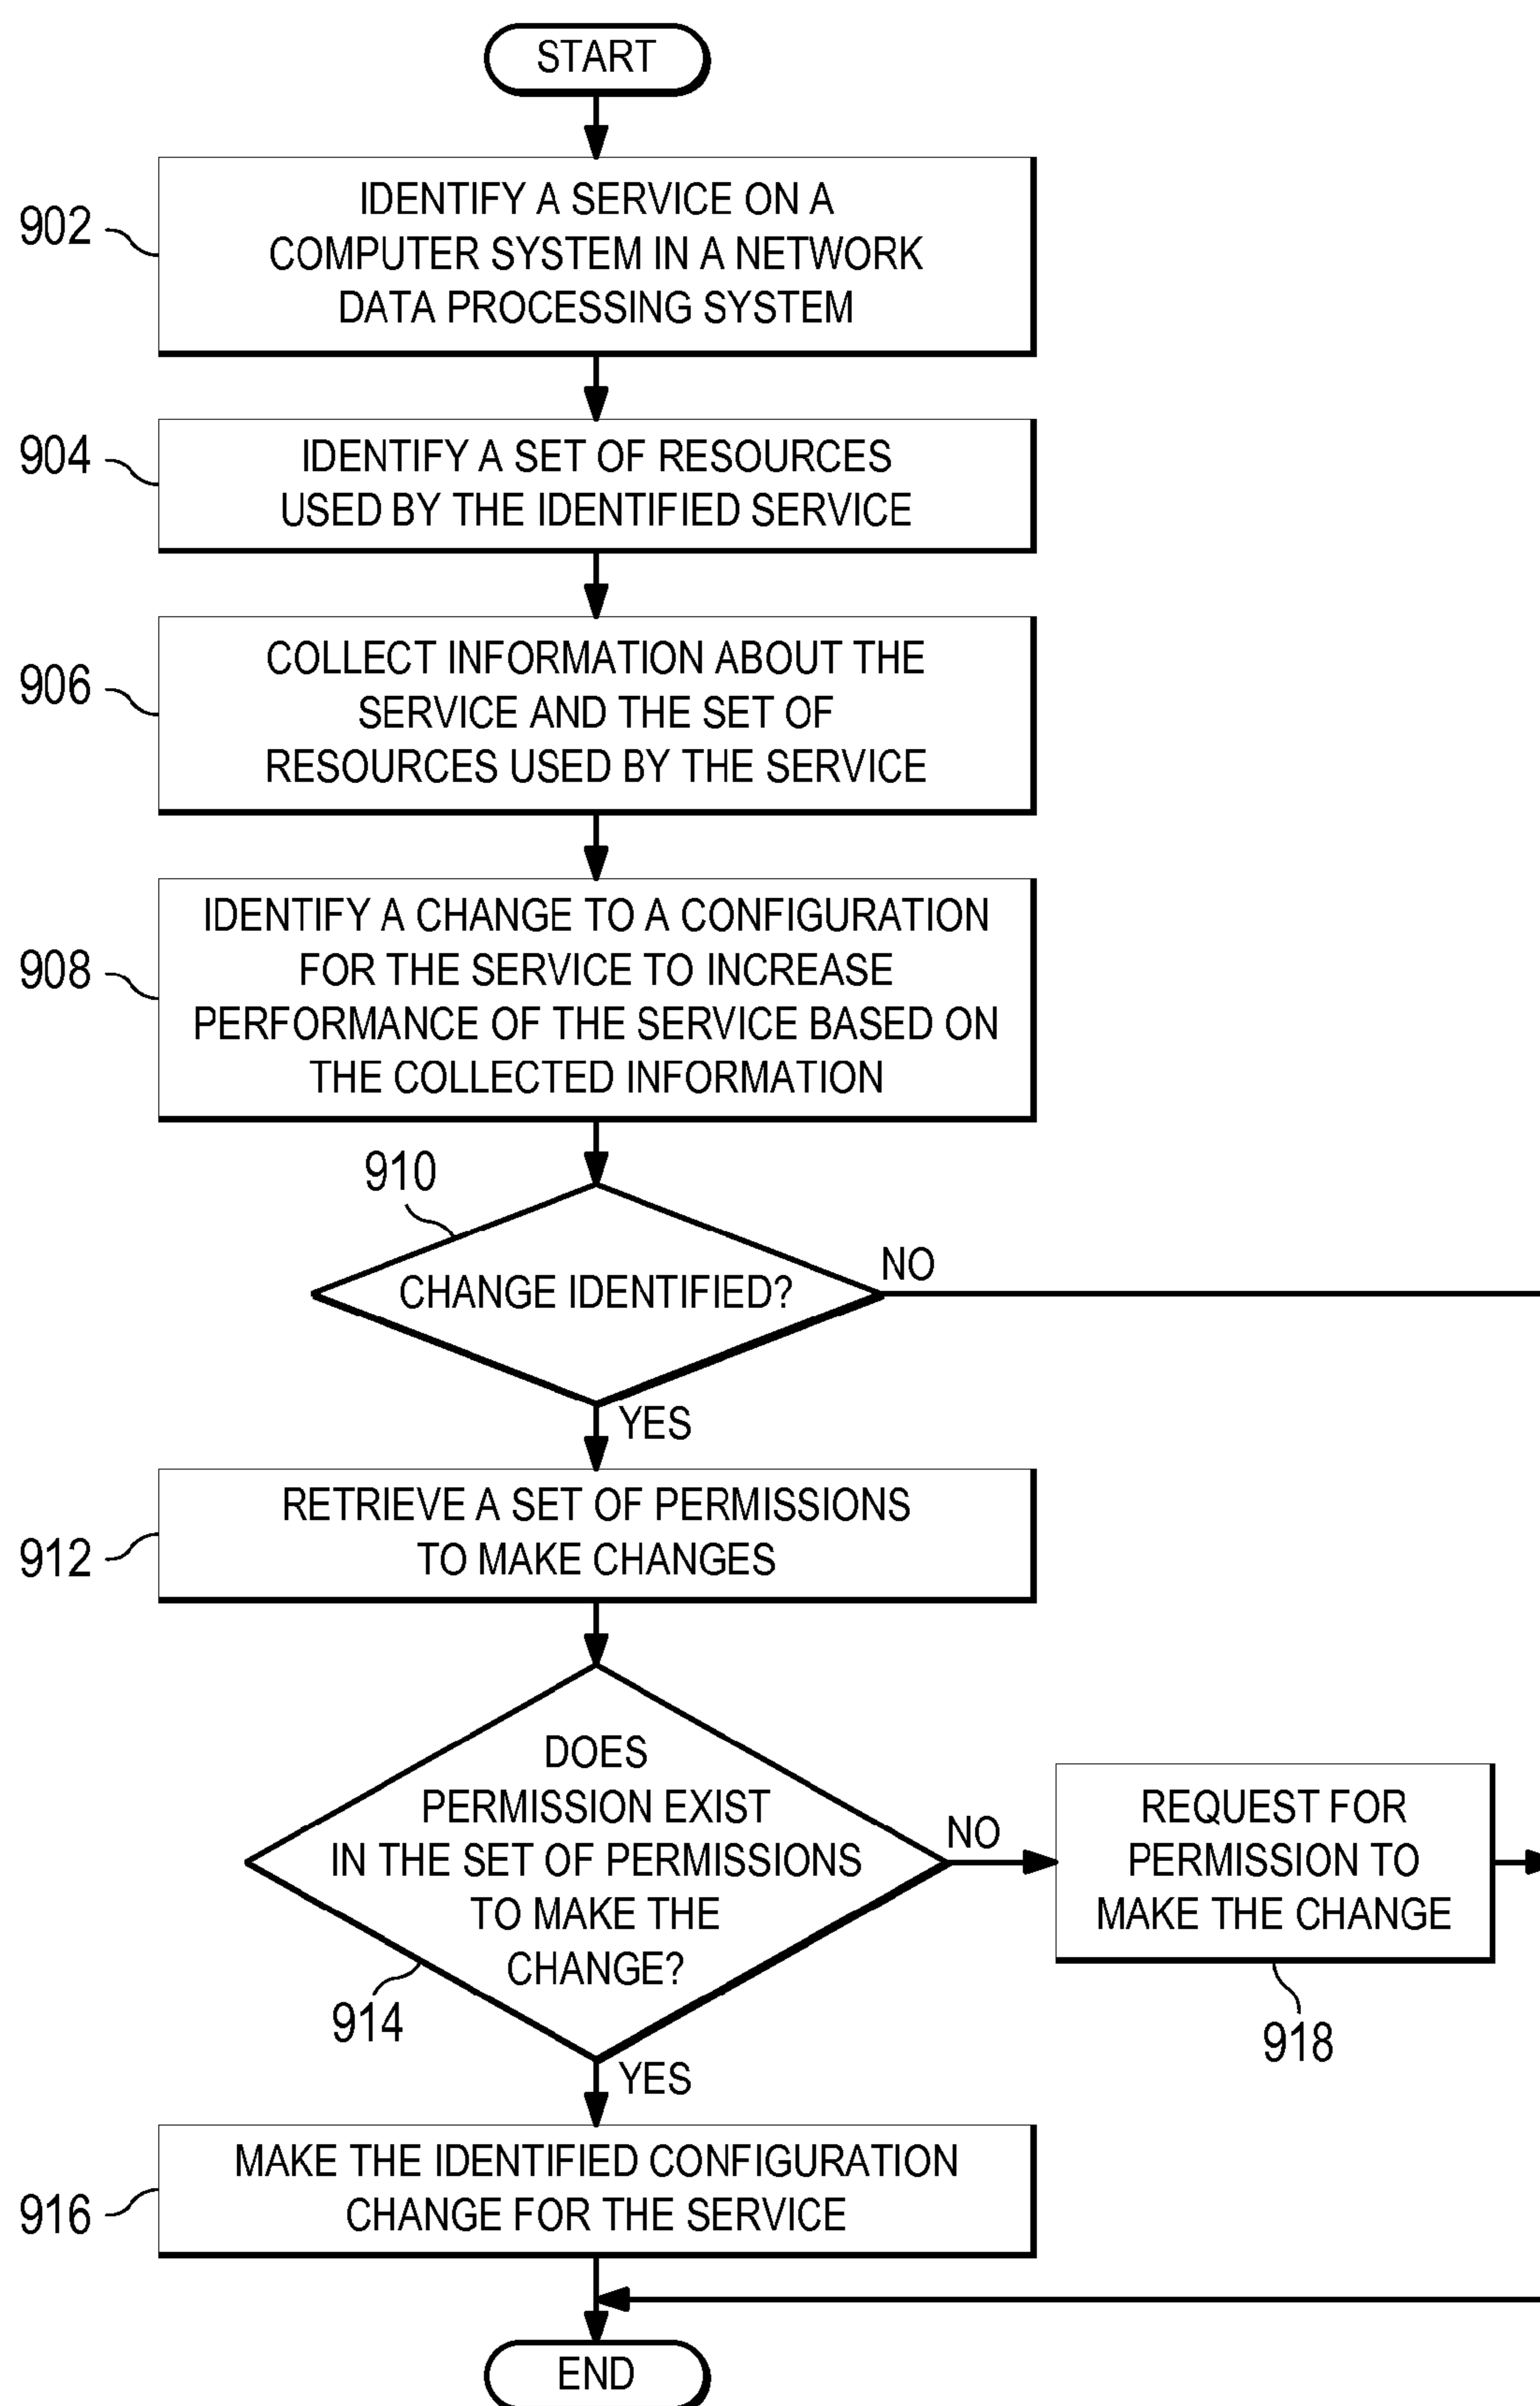 START
902
IDENTIFY A SERVICE ON A
COMPUTER SYSTEM IN A NETWORK
DATA PROCESSING SYSTEM
904
IDENTIFY A SET OF RESOURCES
USED BY THE IDENTIFIED SERVICE
906
COLLECT INFORMATION ABOUT THE
SERVICE AND THE SET OF
RESOURCES USED BY THE SERVICE
908
IDENTIFY A CHANGE TO A CONFIGURATION
FOR THE SERVICE TO INCREASE
PERFORMANCE OF THE SERVICE BASED ON
THE COLLECTED INFORMATION
910
CHANGE IDENTIFIED?
NO
YES
912
RETRIEVE A SET OF PERMISSIONS
TO MAKE CHANGES
DOES
PERMISSION EXIST
IN THE SET OF PERMISSIONS
TO MAKE THE
CHANGE?
914
NO
REQUEST FOR
PERMISSION TO
MAKE THE CHANGE
918
YES
916
MAKE THE IDENTIFIED CONFIGURATION
CHANGE FOR THE SERVICE
END